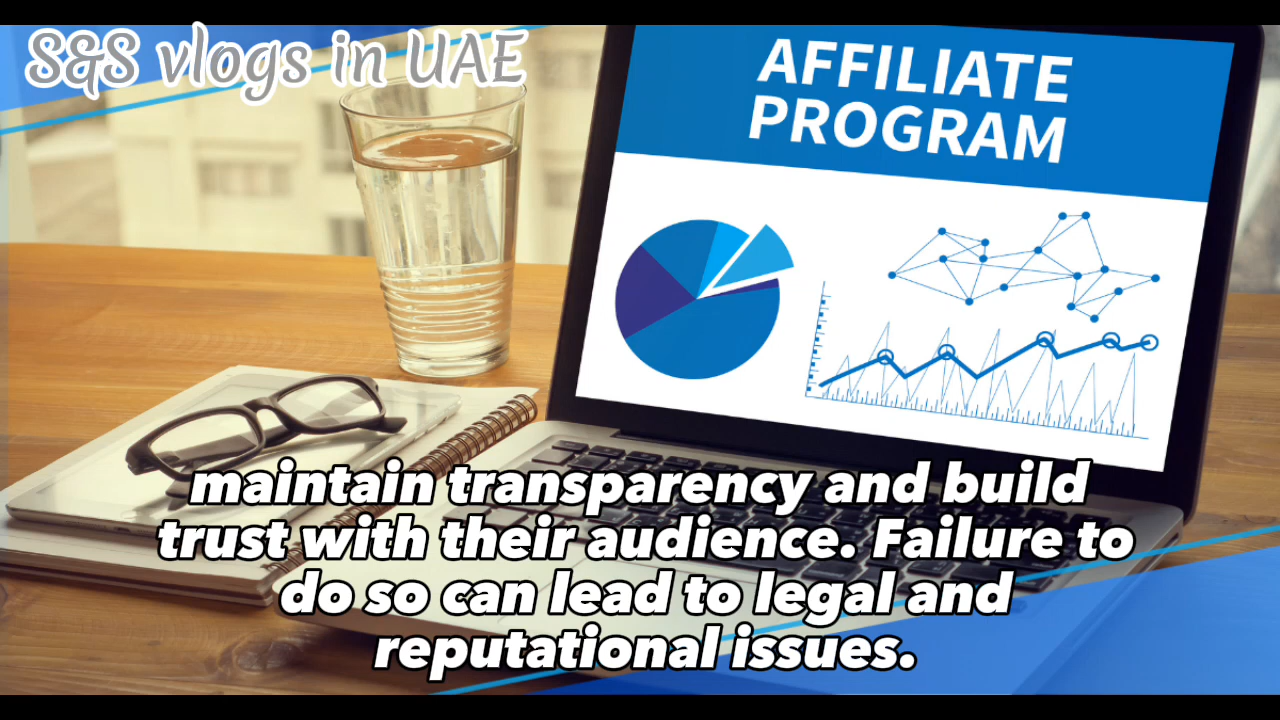 S&S vlogs in UAE
AFFILIATE
PROGRAM
maintain transparency and build
trust with their audience. Failure to
do so can lead to legal and
reputational issues.